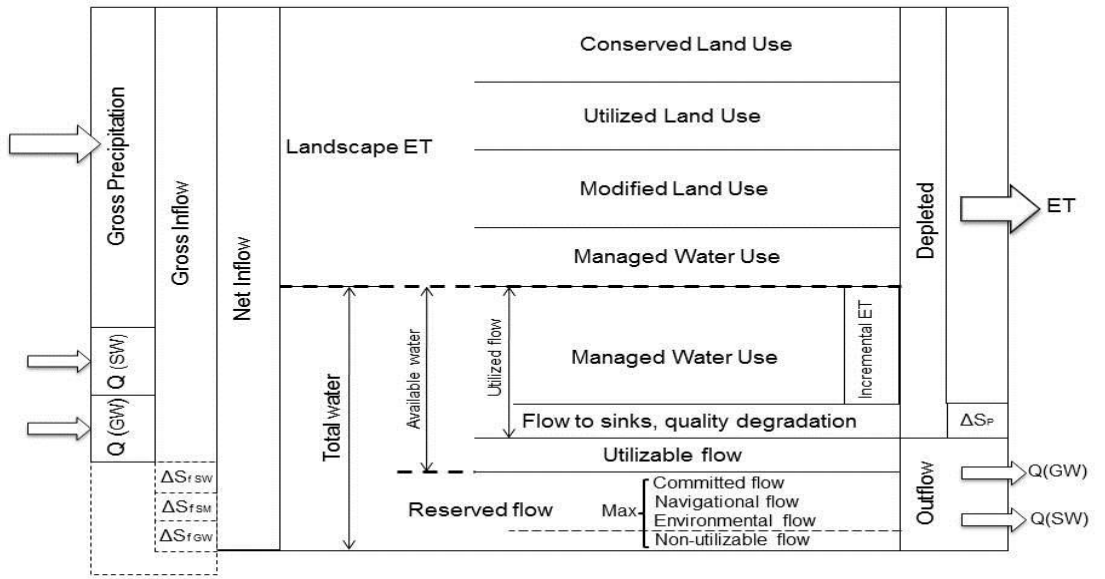 Gross Precipitation
Q (SW)
Q (GW)
Gross Inflow
ΔSf SW
ΔSf SM
ΔSf GW
Net Inflow
Landscape ET
Conserved Land Use
Utilized Land Use
Modified Land Use
Managed Water Use
Total water
Available water
Utilized flow
Managed Water Use
Incremental ET
Flow to sinks, quality degradation
Utilizable flow
Reserved flow
Max
Committed flow
Navigational flow
Environmental flow
Non-utilizable flow
Depleted
Outflow
ΔSP
ET
Q(GW)
Q(SW)